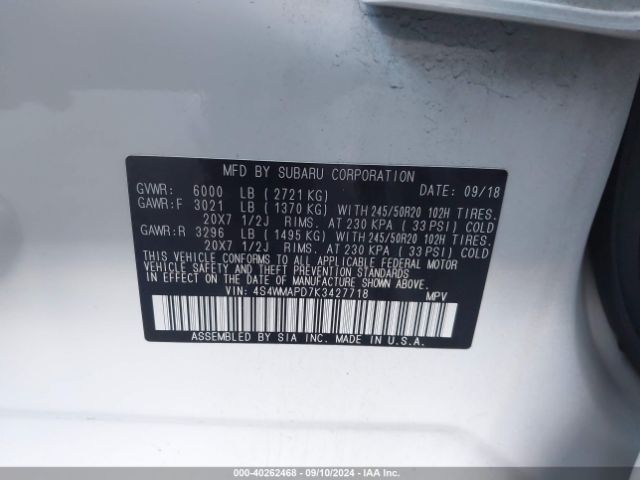 MFD BY SUBARU CORPORATION
GVWR: 6000 LB ( 2721 KG) DATE: 09/18
GAWR:F 3021 LB ( 1370 KG) WITH 245/50R20 102H TIRES,
20X7 1/2J RIMS. AT 230 KPA ( 33 PSI) COLD
GAWR:R 3296 LB ( 1495 KG) WITH 245/50R20 102H TIRES,
20X7 1/2J RIMS. AT 230 KPA ( 33 PSI) COLD
THIS VEHICLE CONFORMS TO ALL APPLICABLE FEDERAL MOTOR
VEHICLE SAFETY AND THEFT PREVENTION STANDARDS
IN EFFECT ON THE DATE OF MANUFACTURE SHOWN ABOVE.
VIN: 4S4WMAPD7K3427718 MPV
ASSEMBLED BY SIA INC. MADE IN U.S.A.
000-40262468 - 09/10/2024 - IAA Inc.